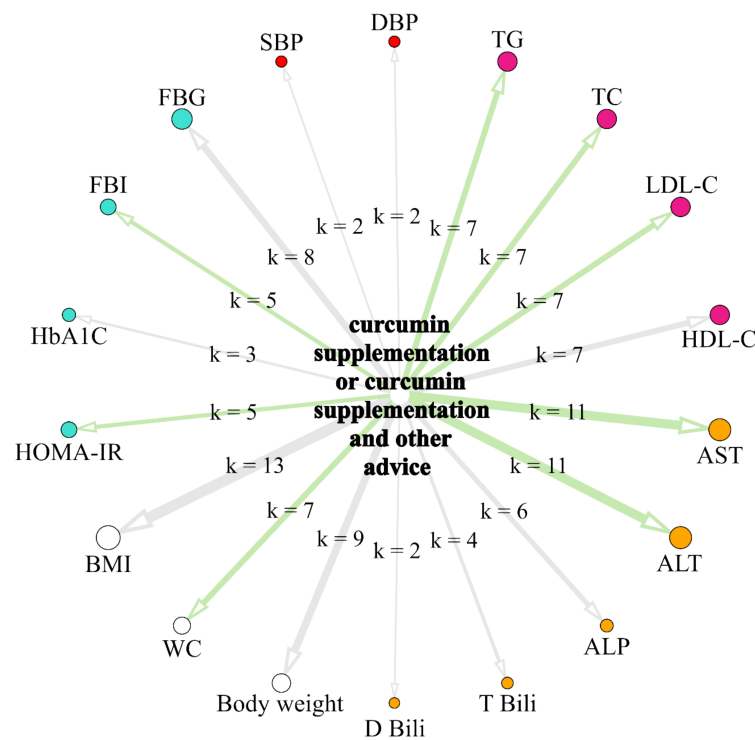 DBP
SBP
TG
FBG
TC
FBI
LDL-C
k = 2
k = 2
k = 7
k = 8
k = 7
k = 5
k = 7
HbA1C
HDL-C
k = 3
k = 7
curcumin
supplementation
or curcumin
supplementation
and other
advice
k = 5
k = 11
HOMA-IR
AST
k = 13
k = 11
k = 7
k = 6
k = 9
k = 2
k = 4
BMI
ALT
WC
ALP
Body weight
D Bili
T Bili